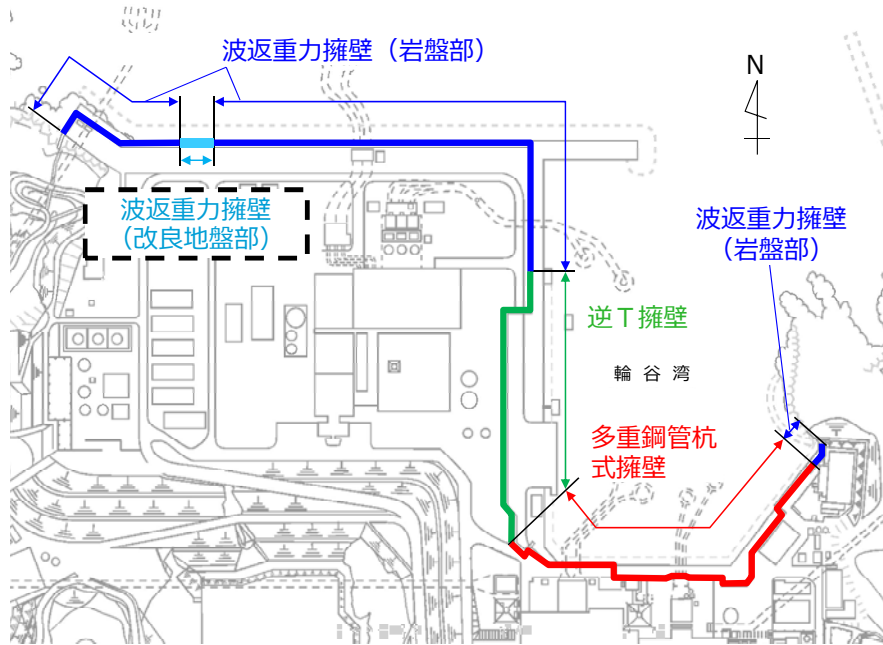 波返重力擁壁（岩盤部）
N
波返重力擁壁
（改良地盤部）
波返重力擁壁
（岩盤部）
逆Ｔ擁壁
輪谷湾
多重鋼管杭
式擁壁